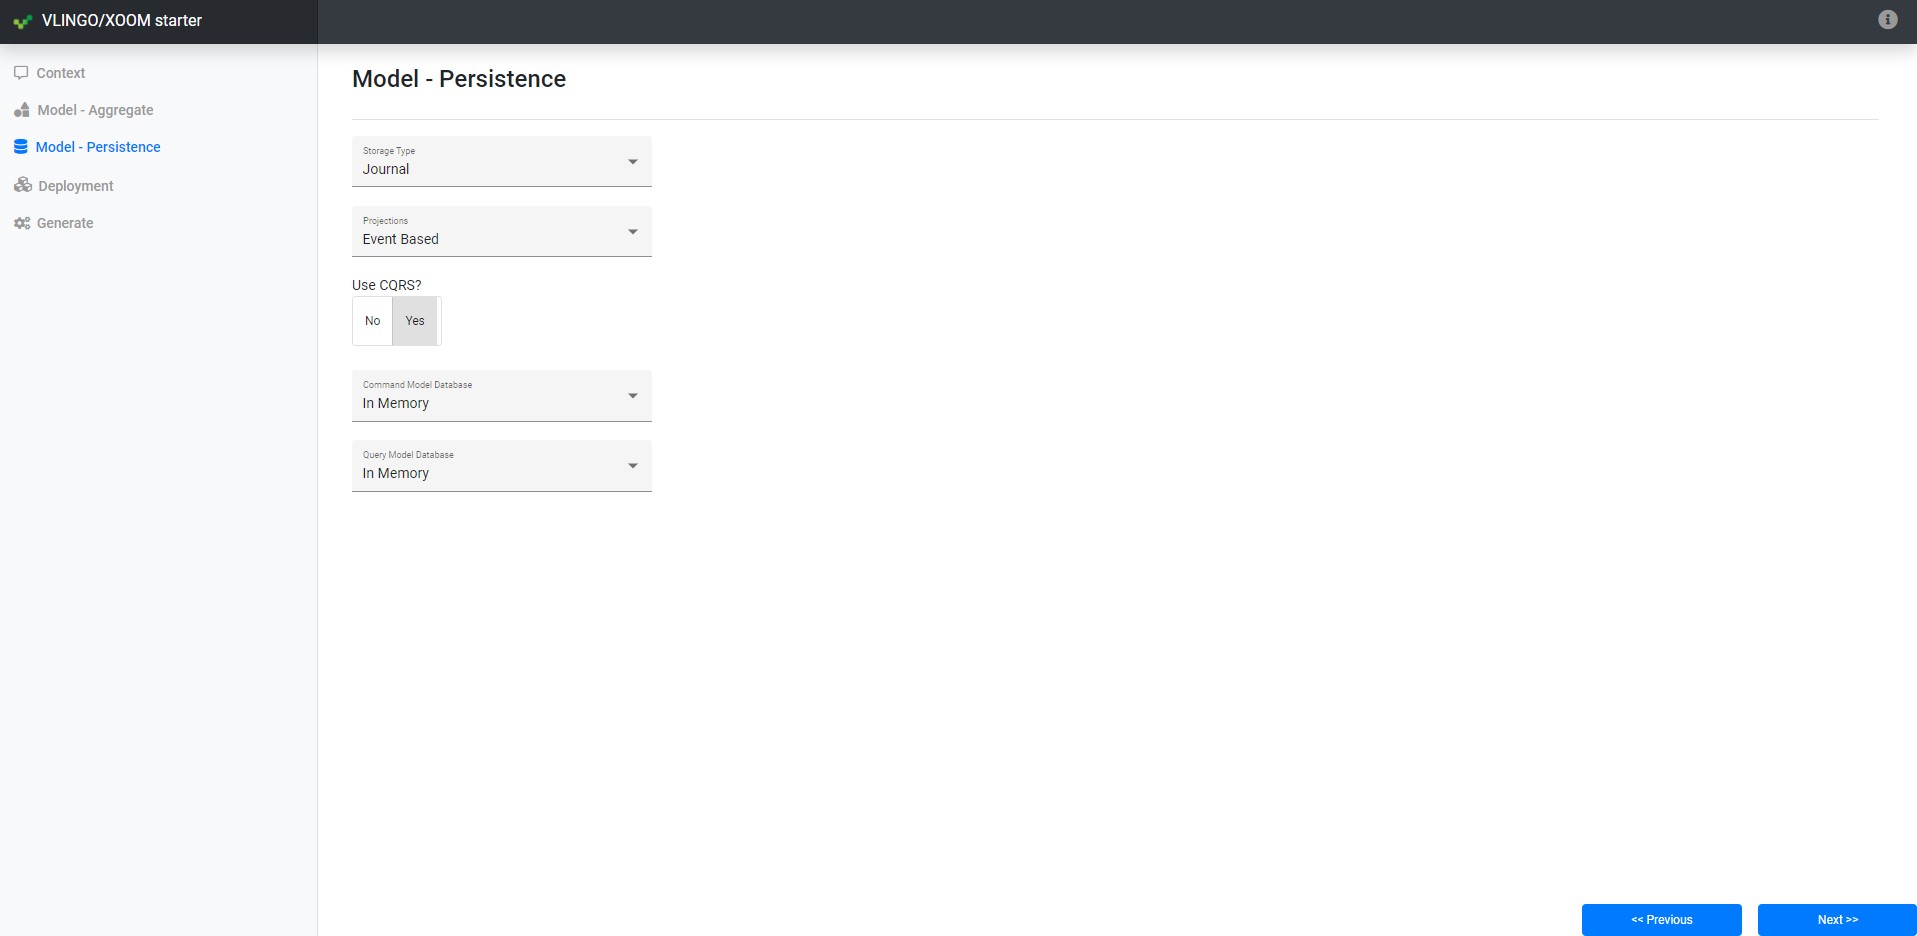 VLINGO/XOOM starter
Context
Model - Aggregate
Model - Persistence
Deployment
Generate
Model - Persistence
Storage Type
Journal
Projections
Event Based
Use CQRS?
No Yes
Command Model Database
In Memory
Query Model Database
In Memory
<< Previous Next >>